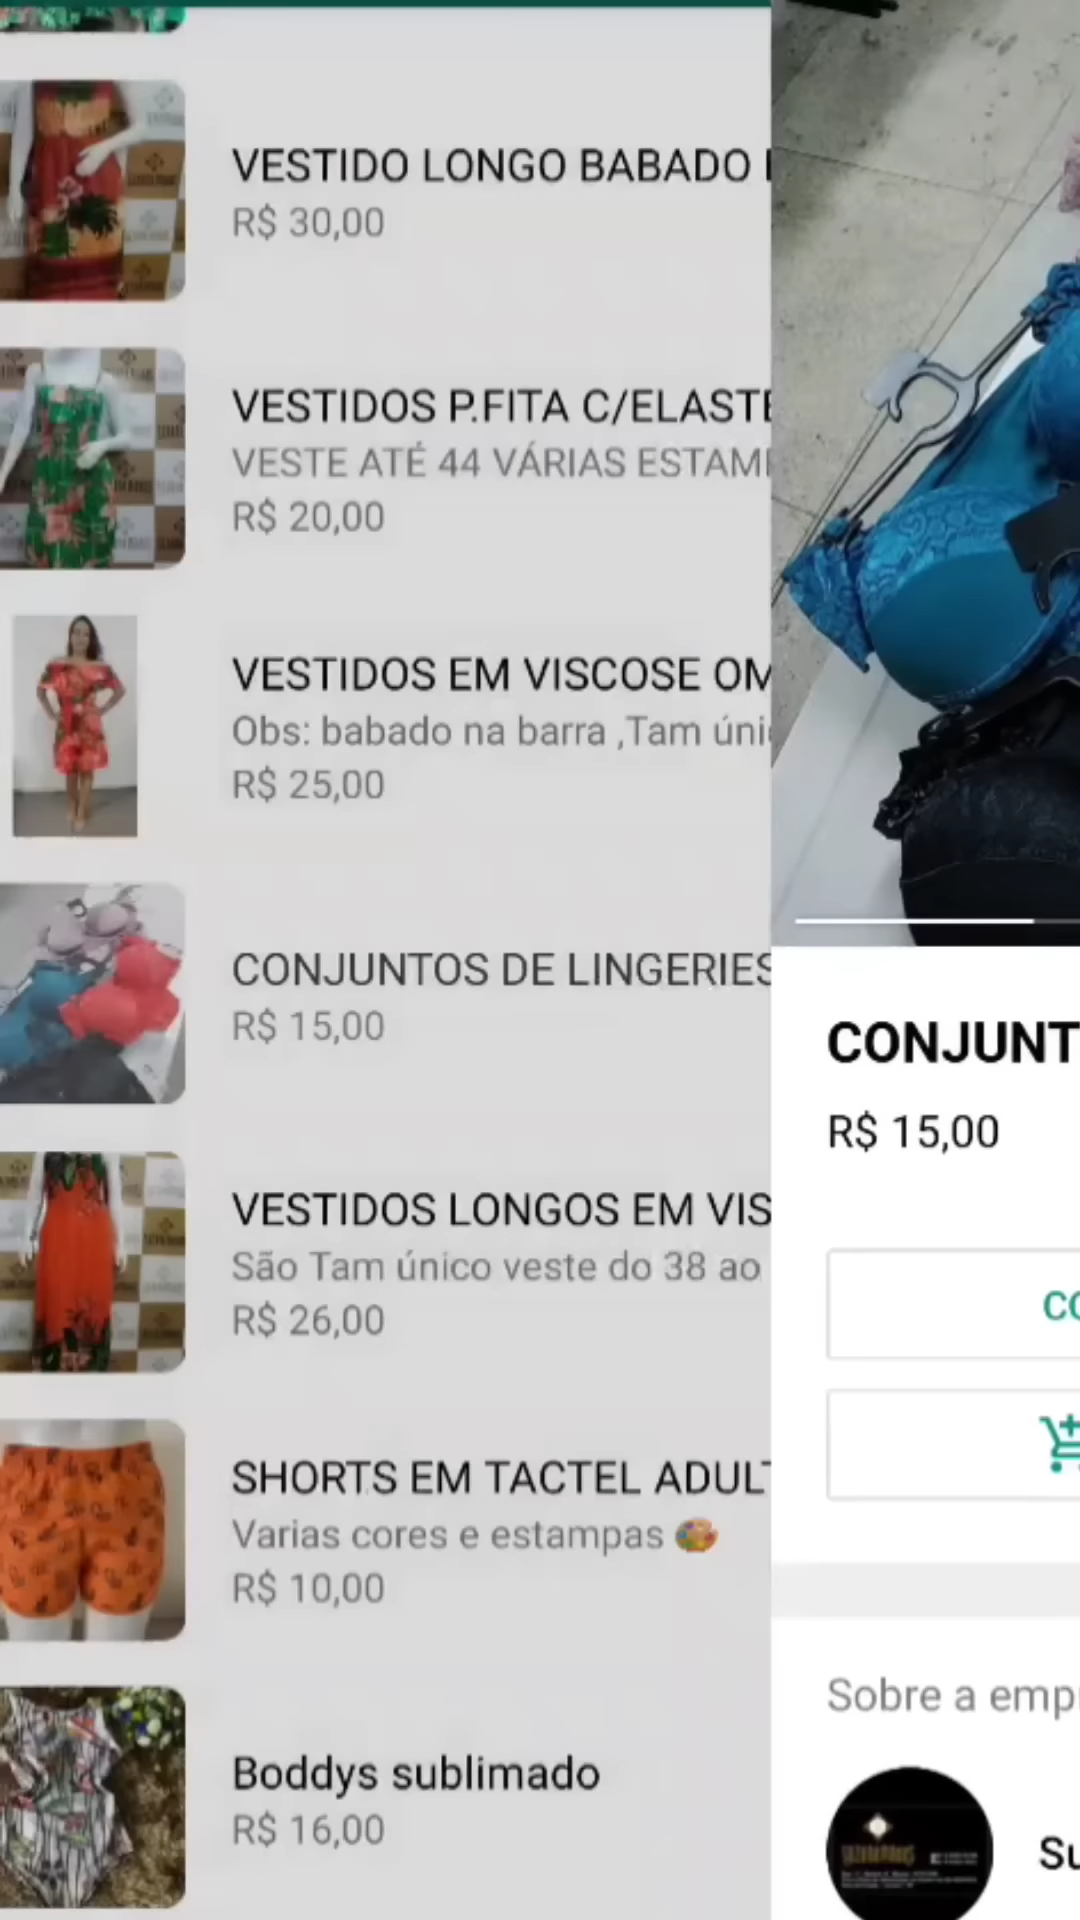 VESTIDO LONGO BABADO
R$ 30,00
VESTIDOS P.FITA C/ELASTE
VESTE ATÉ 44 VÁRIAS ESTAM
R$ 20,00
VESTIDOS EM VISCOSE OM
Obs: babado na barra ,Tam úni
R$ 25,00
CONJUNTOS DE LINGERIES
R$ 15,00
VESTIDOS LONGOS EM VIS
São Tam único veste do 38 ao
R$ 26,00
SHORTS EM TACTEL ADULT
Varias cores e estampas 🎨
R$ 10,00
Boddys sublimado
R$ 16,00
CONJUNT
R$ 15,00
CO
Sobre a emp
Su